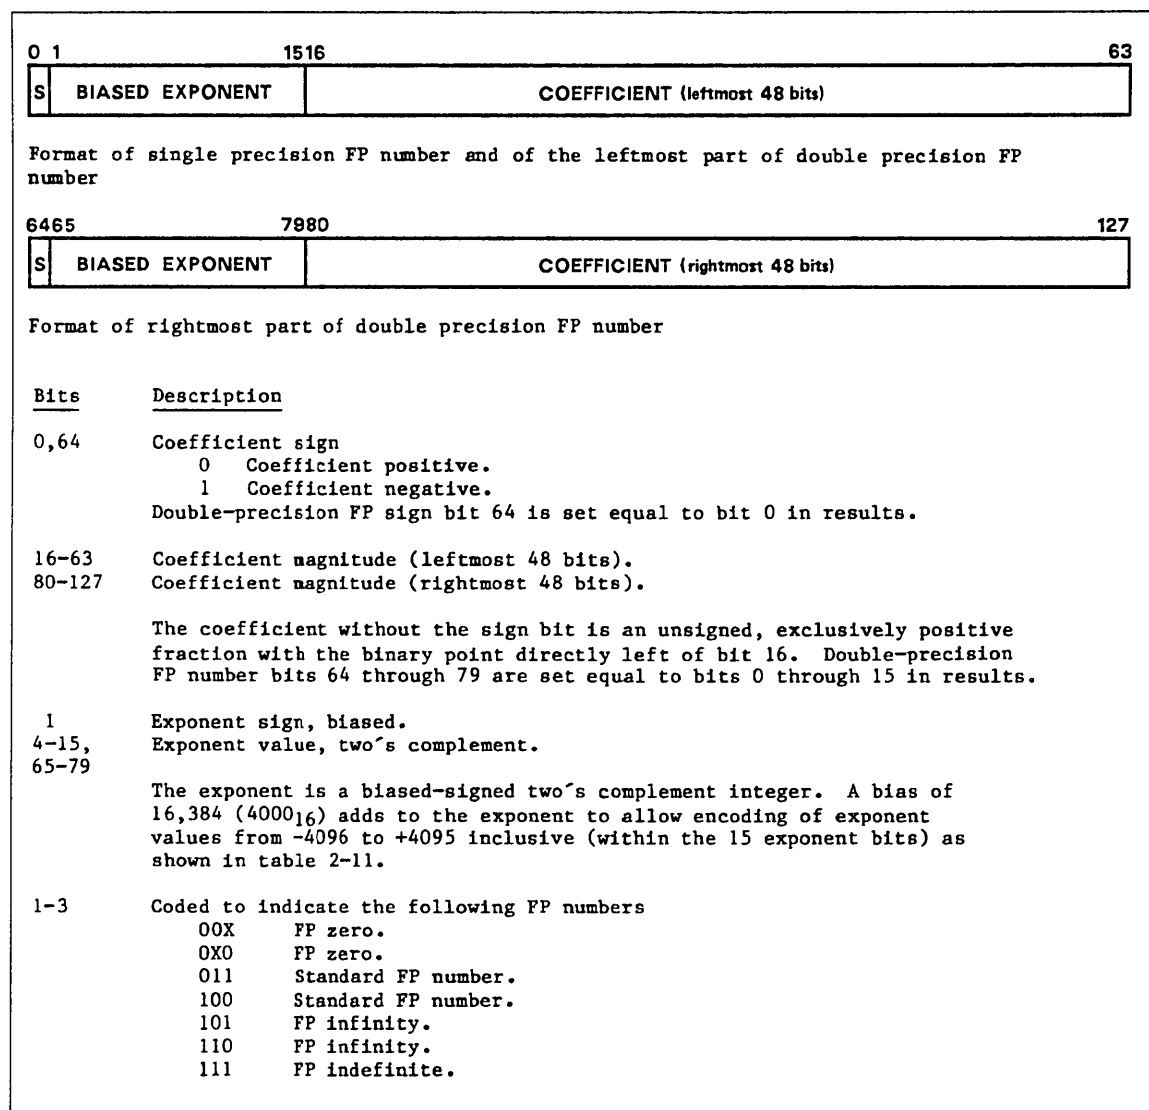 0 1 1516 63
S BIASED EXPONENT COEFFICIENT (leftmost 48 bits)
Format of single precision FP number and of the leftmost part of double precision FP
number
6465 7980 127
S BIASED EXPONENT COEFFICIENT (rightmost 48 bits)
Format of rightmost part of double precision FP number
Bits Description
0,64 Coefficient sign
0 Coefficient positive.
1 Coefficient negative.
Double-precision FP sign bit 64 is set equal to bit 0 in results.
16-63 Coefficient magnitude (leftmost 48 bits).
80-127 Coefficient magnitude (rightmost 48 bits).
The coefficient without the sign bit is an unsigned, exclusively positive
fraction with the binary point directly left of bit 16. Double-precision
FP number bits 64 through 79 are set equal to bits 0 through 15 in results.
1 Exponent sign, biased.
4-15, Exponent value, two´s complement.
65-79
The exponent is a biased-signed two´s complement integer. A bias of
16,384 (4000₁₆) adds to the exponent to allow encoding of exponent
values from -4096 to +4095 inclusive (within the 15 exponent bits) as
shown in table 2-11.
1-3 Coded to indicate the following FP numbers
00X FP zero.
0X0 FP zero.
011 Standard FP number.
100 Standard FP number.
101 FP infinity.
110 FP infinity.
111 FP indefinite.